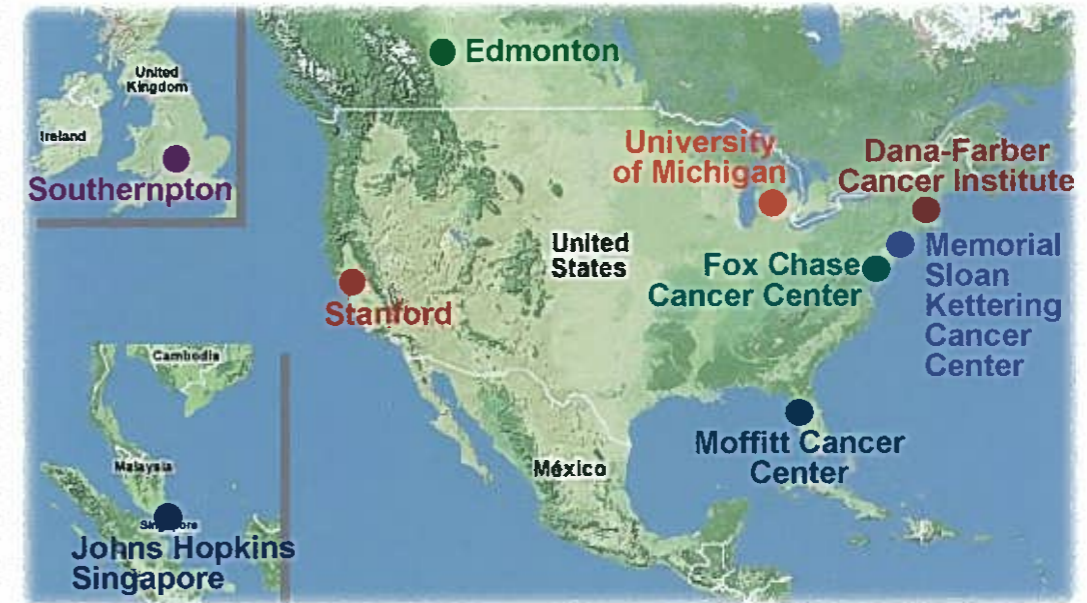 United
Kingdom
Ireland
Southernpton
Edmonton
University
of Michigan
Dana-Farber
Cancer Institute
United
States
Fox Chase
Cancer Center
Memorial
Sloan
Kettering
Cancer
Center
Stanford
Cambodia
Malaysia
Johns Hopkins
Singapore
México
Moffitt Cancer
Center